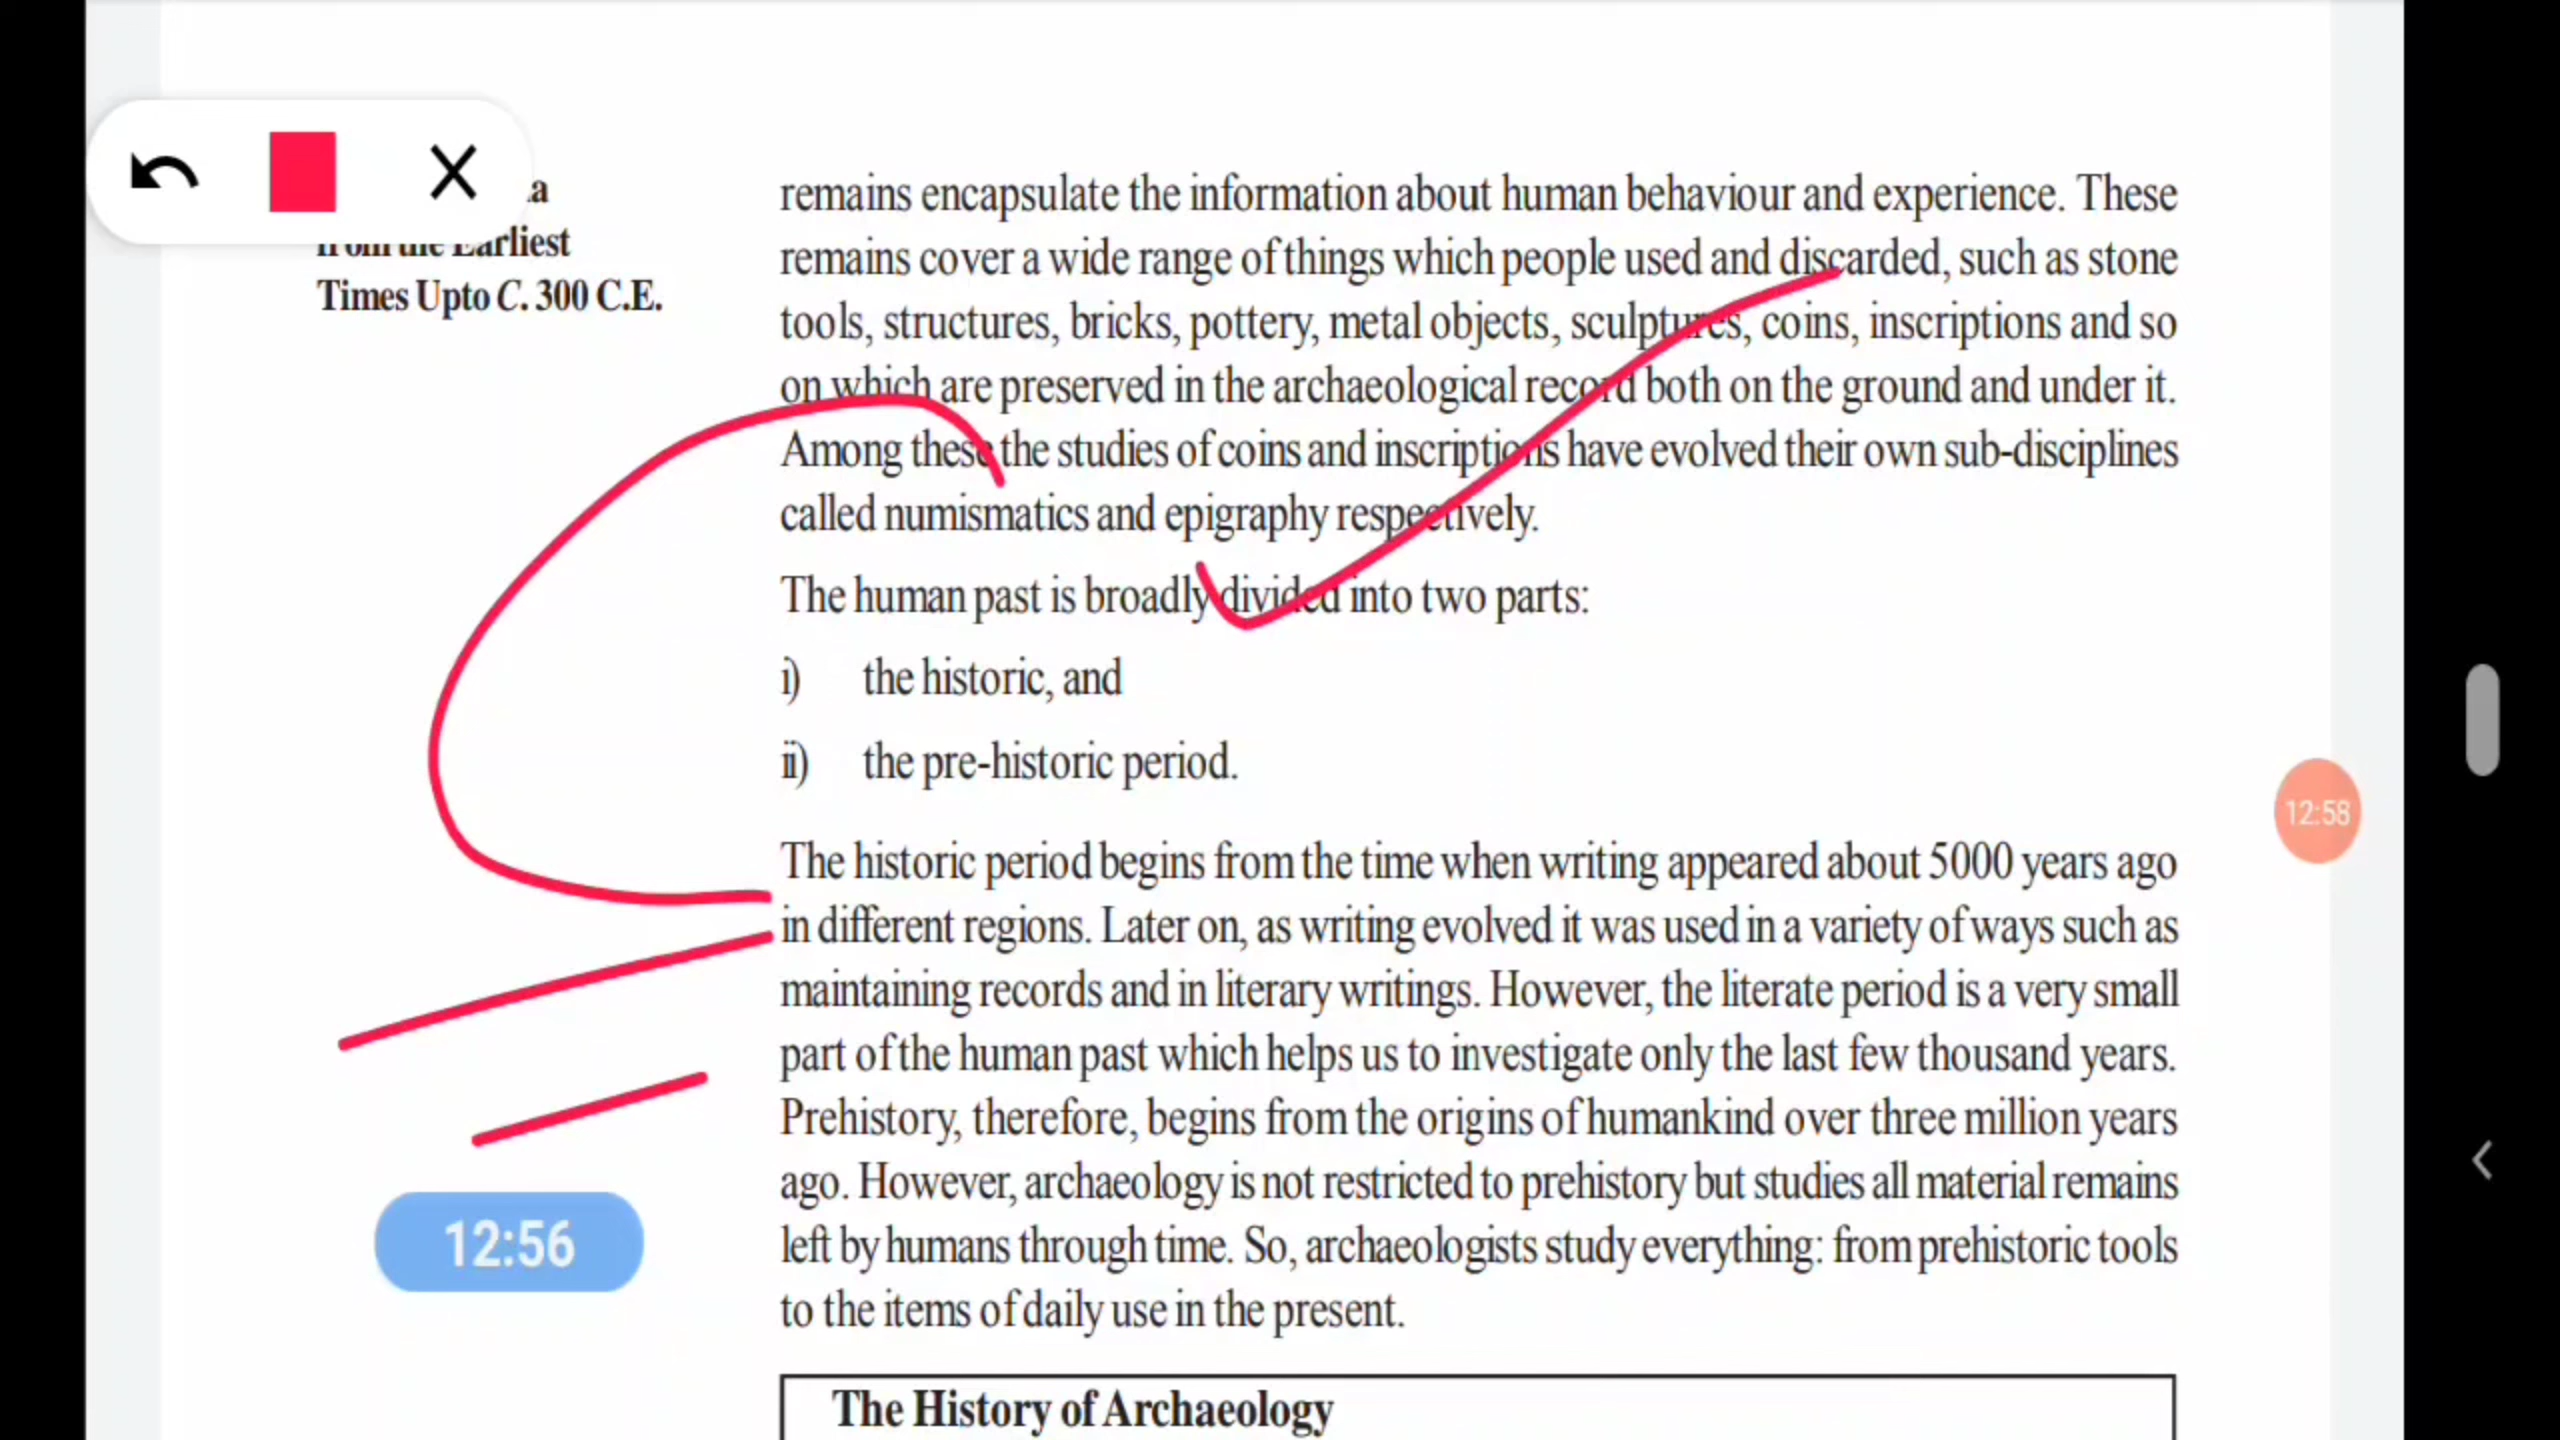 a
from the Earliest
Times Upto C. 300 C.E.
remains encapsulate the information about human behaviour and experience. These
remains cover a wide range of things which people used and discarded, such as stone
tools, structures, bricks, pottery, metal objects, sculptures, coins, inscriptions and so
on which are preserved in the archaeological record both on the ground and under it.
Among these the studies of coins and inscriptions have evolved their own sub-disciplines
called numismatics and epigraphy respectively.
The human past is broadly divided into two parts:
i) the historic, and
ii) the pre-historic period.
12:58
The historic period begins from the time when writing appeared about 5000 years ago
in different regions. Later on, as writing evolved it was used in a variety of ways such as
maintaining records and in literary writings. However, the literate period is a very small
part of the human past which helps us to investigate only the last few thousand years.
Prehistory, therefore, begins from the origins of humankind over three million years
ago. However, archaeology is not restricted to prehistory but studies all material remains
left by humans through time. So, archaeologists study everything: from prehistoric tools
to the items of daily use in the present.
12:56
The History of Archaeology